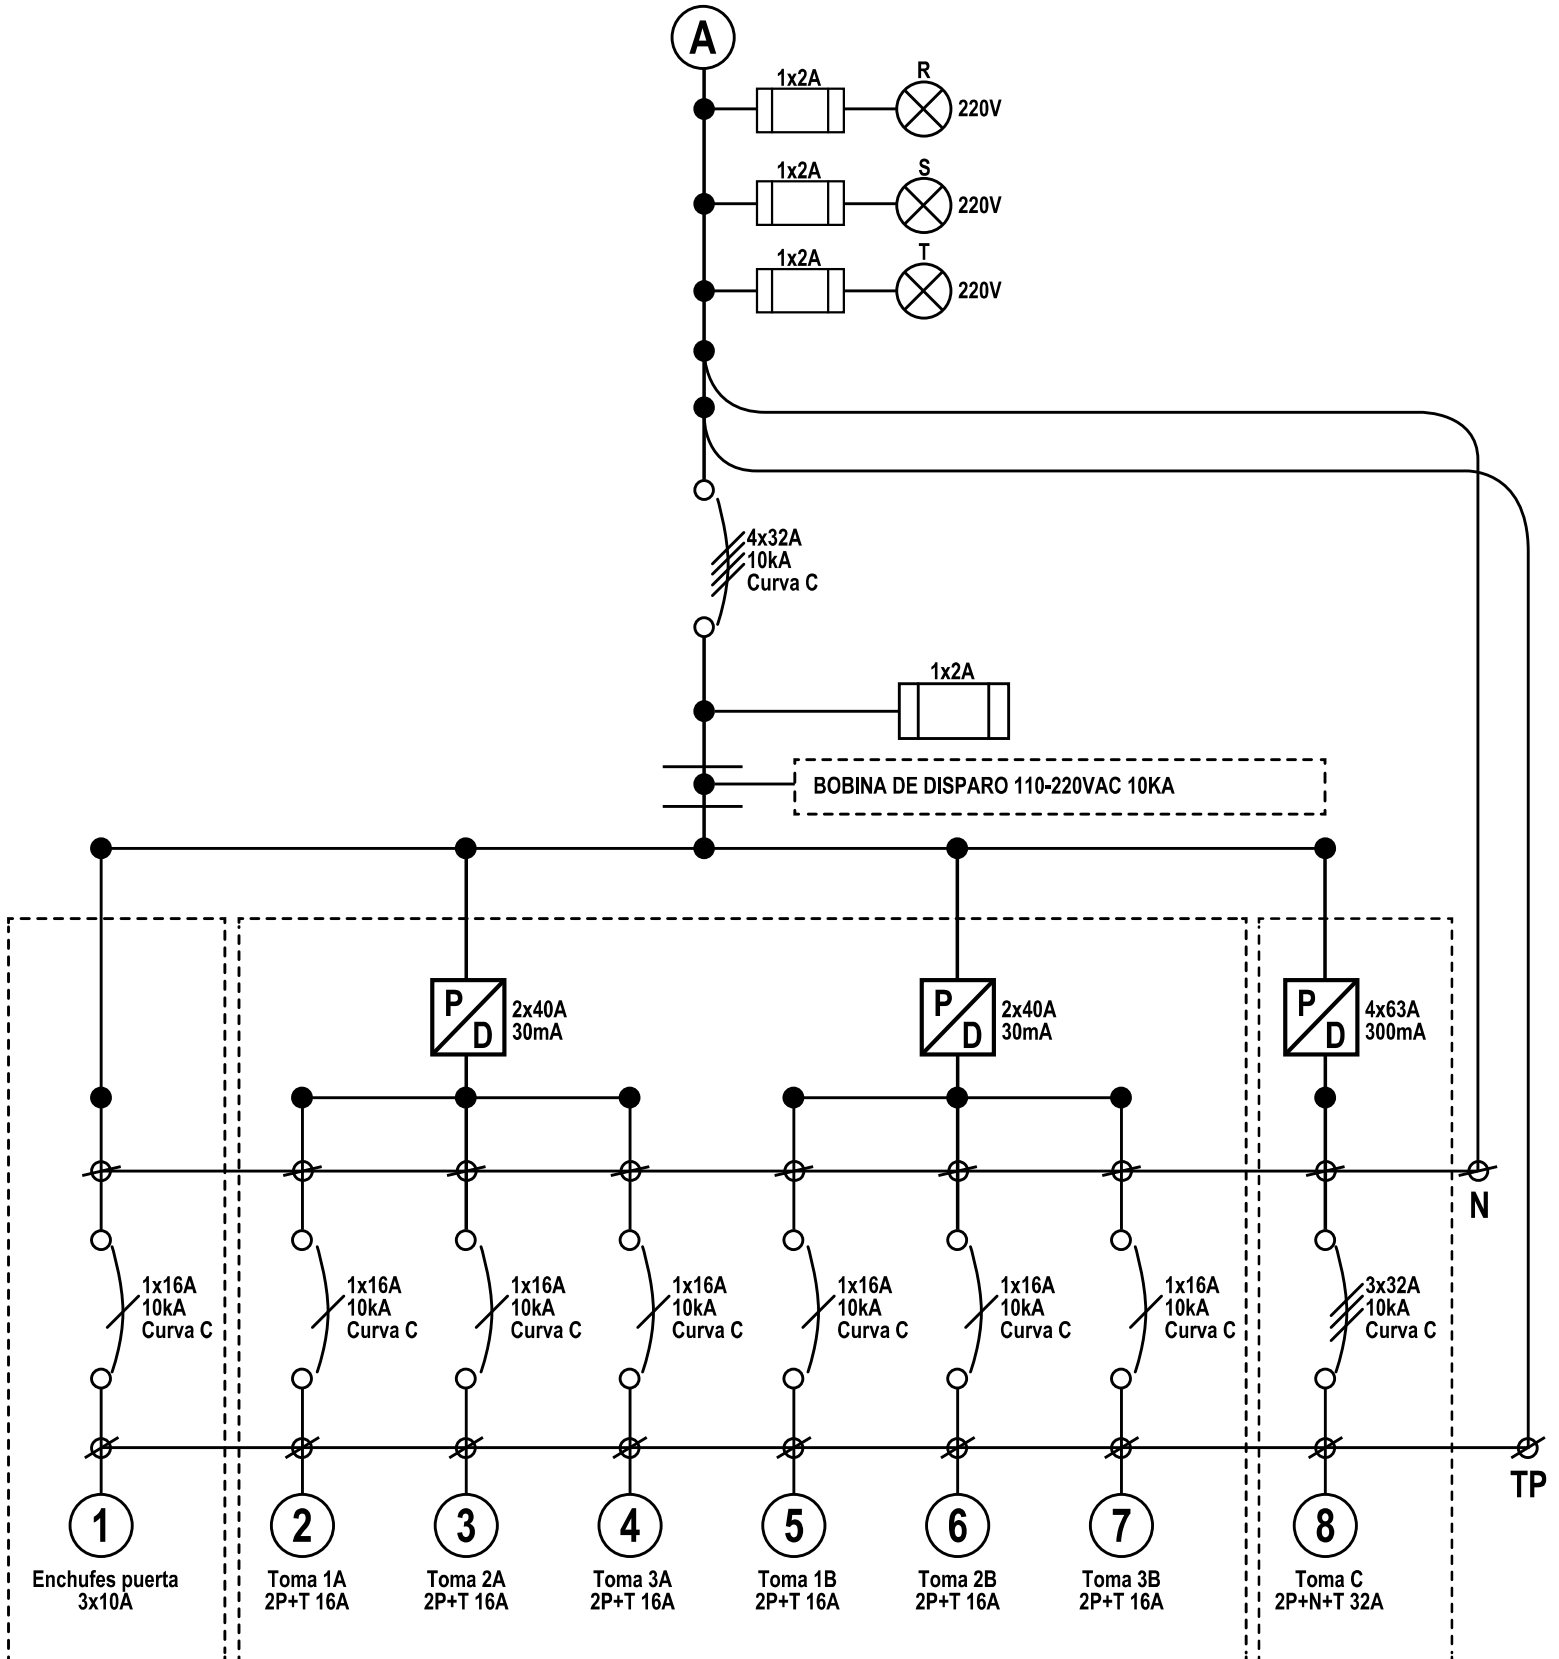 A
1x2A
R
220V
1x2A
S
220V
1x2A
T
220V
4x32A
10kA
Curva C
1x2A
BOBINA DE DISPARO 110-220VAC 10KA
P
D
2x40A
30mA
P
D
2x40A
30mA
P
D
4x63A
300mA
N
1x16A
10kA
Curva C
1x16A
10kA
Curva C
1x16A
10kA
Curva C
1x16A
10kA
Curva C
1x16A
10kA
Curva C
1x16A
10kA
Curva C
1x16A
10kA
Curva C
3x32A
10kA
Curva C
TP
1
Enchufes puerta
3x10A
2
Toma 1A
2P+T 16A
3
Toma 2A
2P+T 16A
4
Toma 3A
2P+T 16A
5
Toma 1B
2P+T 16A
6
Toma 2B
2P+T 16A
7
Toma 3B
2P+T 16A
8
Toma C
2P+N+T 32A